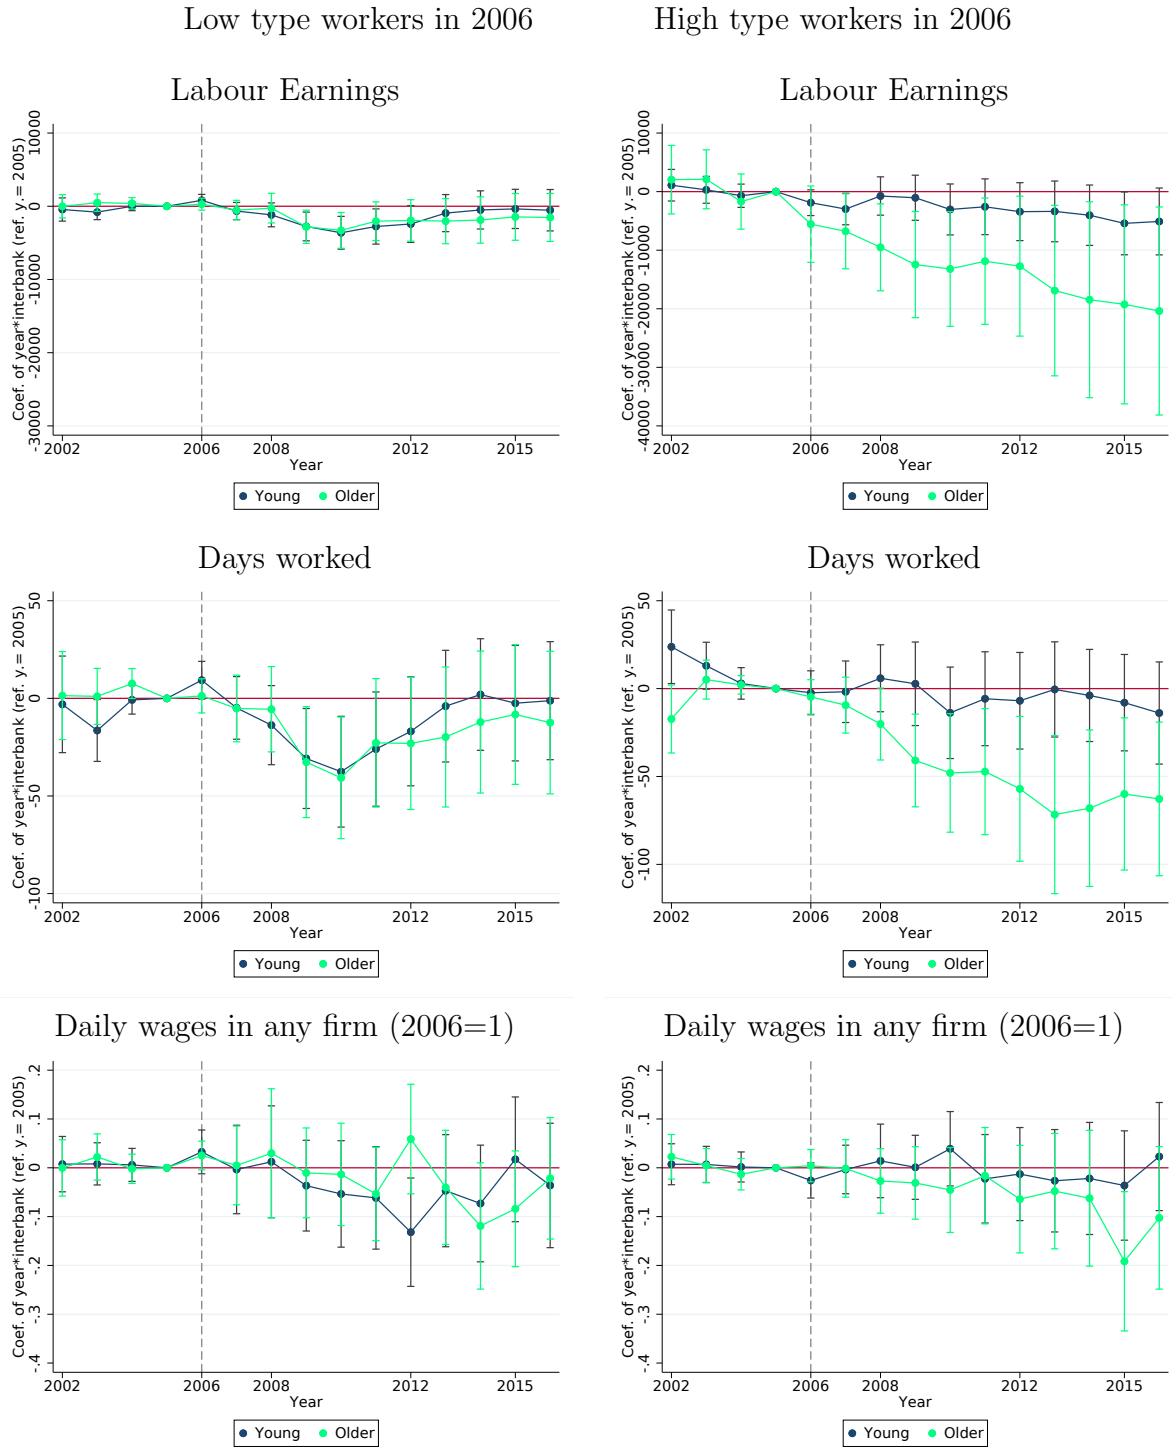 Low type workers in 2006
High type workers in 2006
Labour Earnings
Coef. of year*interbank (ref. y.= 2005)
10000
0
-10000
-20000
-30000
2002
2006
2008
2012
2015
Year
Young
Older
Labour Earnings
Coef. of year*interbank (ref. y.= 2005)
10000
0
-10000
-20000
-30000
-40000
2002
2006
2008
2012
2015
Year
Young
Older
Days worked
Coef. of year*interbank (ref. y.= 2005)
50
0
-50
-100
2002
2006
2008
2012
2015
Year
Young
Older
Days worked
Coef. of year*interbank (ref. y.= 2005)
50
0
-50
-100
2002
2006
2008
2012
2015
Year
Young
Older
Daily wages in any firm (2006=1)
Coef. of year*interbank (ref. y.= 2005)
.2
.1
0
-.1
-.2
-.3
-.4
2002
2006
2008
2012
2015
Year
Young
Older
Daily wages in any firm (2006=1)
Coef. of year*interbank (ref. y.= 2005)
.2
.1
0
-.1
-.2
-.3
-.4
2002
2006
2008
2012
2015
Year
Young
Older